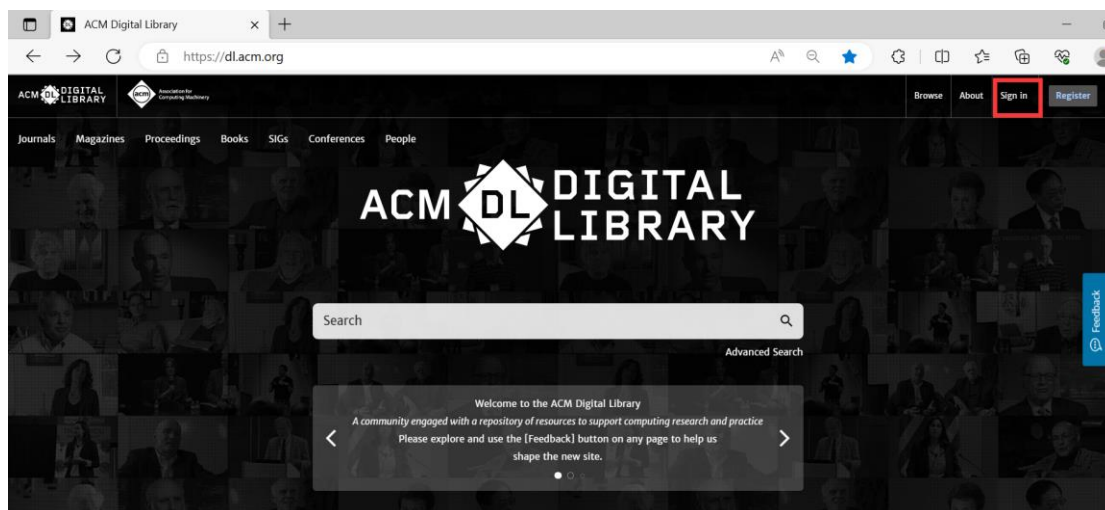 ACM Digital Library
https://dl.acm.org
ACM DL DIGITAL LIBRARY
acm Association for Computing Machinery
Browse About Sign in Register
Journals Magazines Proceedings Books SIGs Conferences People
ACM DL DIGITAL
LIBRARY
Search
Advanced Search
Feedback
Welcome to the ACM Digital Library
A community engaged with a repository of resources to support computing research and practice
Please explore and use the [Feedback] button on any page to help us
shape the new site.